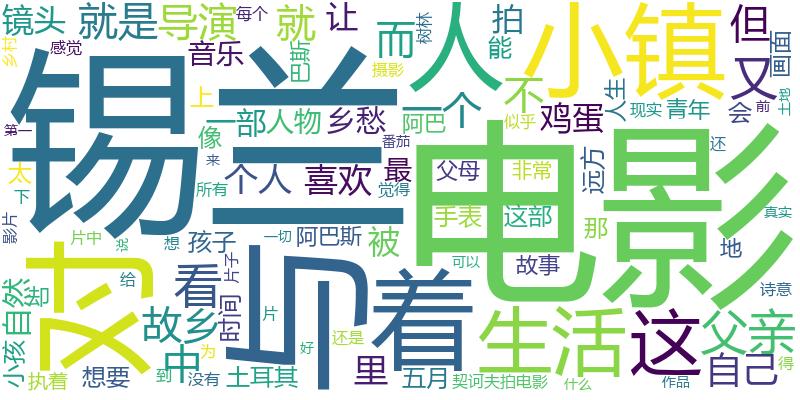 镜头
就是
导演
每个
就
让
而
人
拍
能
树林
小镇
但
又
画面
乡村
感觉
音乐
巴斯
摄影
上
一部
人物
乡愁
一个
不
鸡蛋
人生
现实
青年
会
前
土地
第一
锡兰
像
阿巴
似乎
番茄
电影
太
来
个人
喜欢
最
父母
非常
远方
还
下
所有
觉得
手表
这部
那
真实
影片
片中
想
孩子
一切
阿巴斯
被
地
对
给
看
片子
可以
故事
诗意
小孩
自然
故乡
时间
片
着
生活
这
父亲
中
为
还是
好
里
自己
得
执着
想要
到
没有
土耳其
五月
契诃夫拍电影
什么
作品